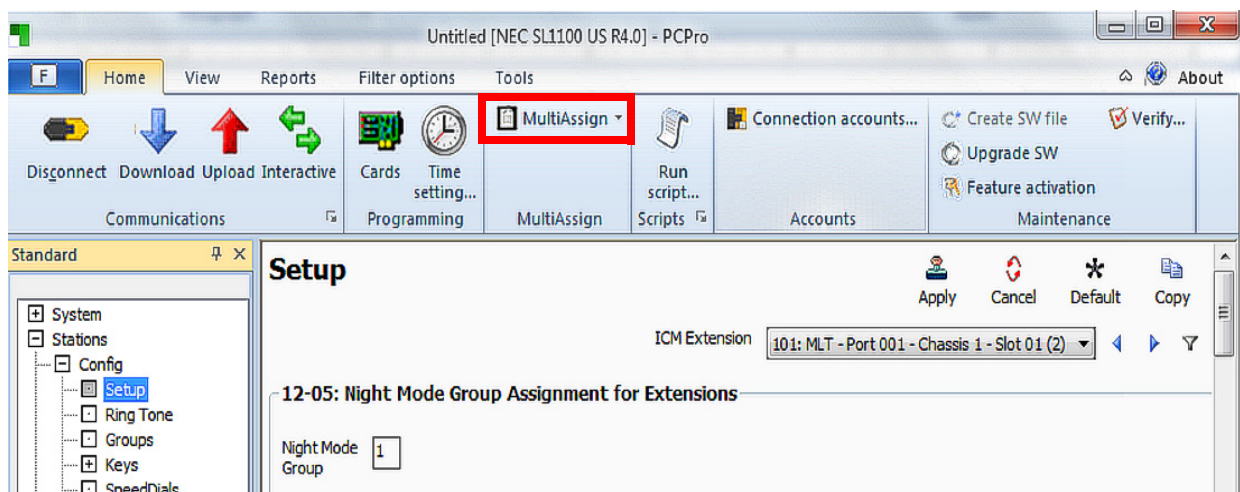 Untitled [NEC SL1100 US R4.0] - PCPro
F Home View Reports Filter options Tools About
MultiAssign Connection accounts... Create SW file Verify...
Upgrade SW
Disconnect Download Upload Interactive Cards Time setting... Run script... Feature activation
Communications Programming MultiAssign Scripts Accounts Maintenance
Standard
Setup
Apply Cancel Default Copy
System
Stations
ICM Extension 101: MLT - Port 001 - Chassis 1 - Slot 01 (2)
Config
Setup
12-05: Night Mode Group Assignment for Extensions
Ring Tone
Groups
Night Mode Group 1
Keys
SpeedDials